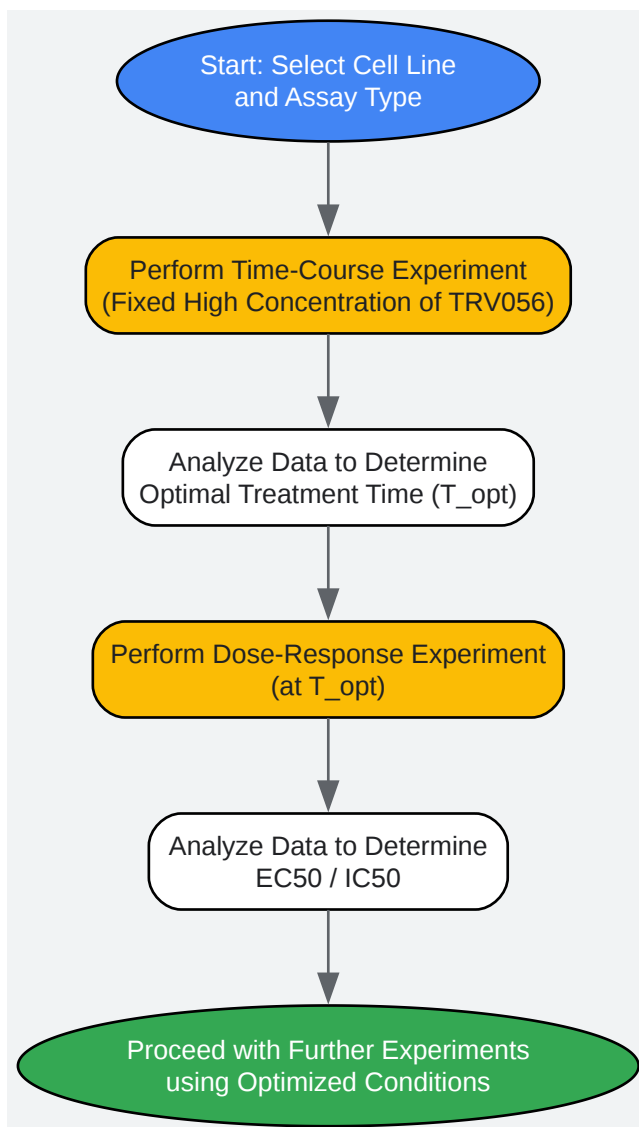 Start: Select Cell Line
and Assay Type
Perform Time-Course Experiment
(Fixed High Concentration of TRV056)
Analyze Data to Determine
Optimal Treatment Time (T_opt)
Perform Dose-Response Experiment
(at T_opt)
Analyze Data to Determine
EC50 / IC50
Proceed with Further Experiments
using Optimized Conditions